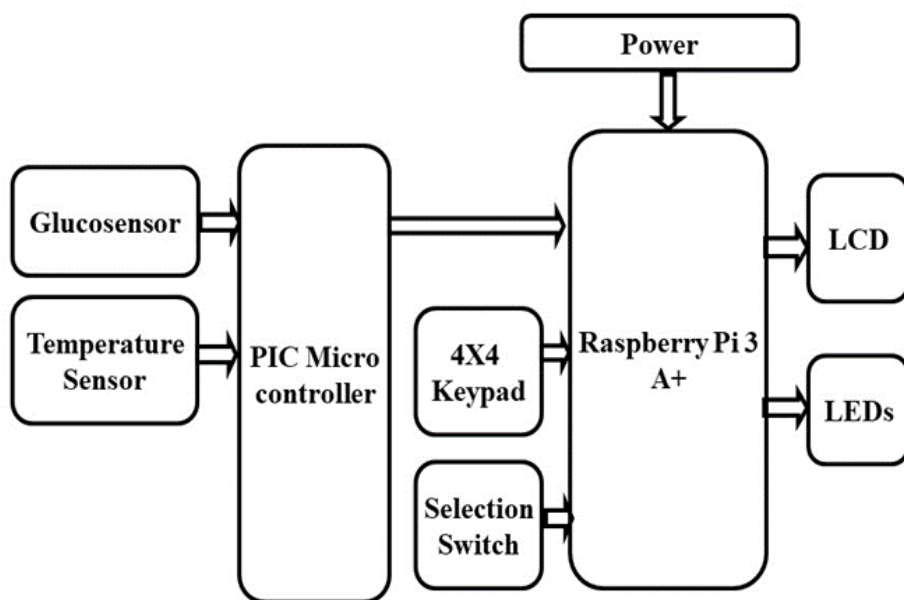 Power
Glucosensor
Temperature
Sensor
PIC Micro
controller
4X4
Keypad
Selection
Switch
Raspberry Pi 3
A+
LCD
LEDs